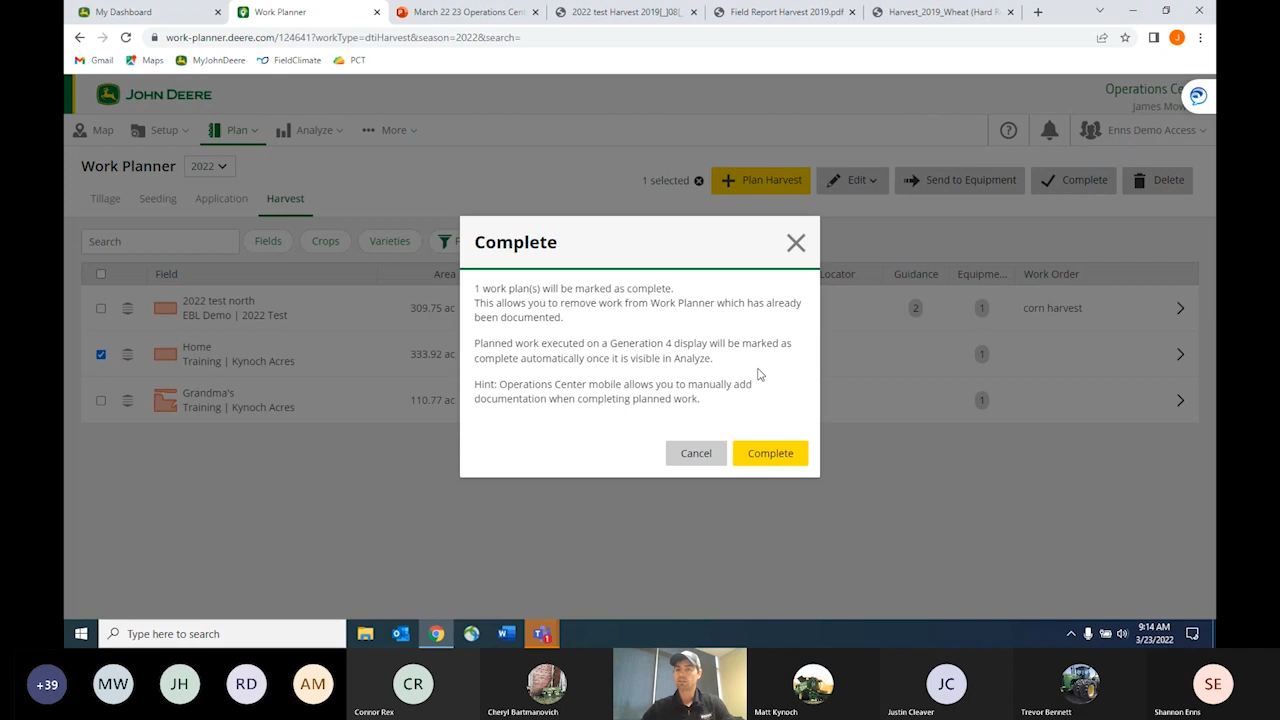 My Dashboard
Work Planner
March 22 23 Operations Cent
2022 test Harvest 2019[_]08[_
Field Report Harvest 2019.pdf
Harvest_2019_Wheat (Hard R
work-planner.deere.com/124641?workType=dtiHarvest&season=2022&search=
J
Gmail
Maps
MyJohnDeere
FieldClimate
PCT
JOHN DEERE
Operations Ce
James Mow
Map
Setup
Plan
Analyze
More
Enns Demo Access
Work Planner
2022
1 selected
Plan Harvest
Edit
Send to Equipment
Complete
Delete
Tillage
Seeding
Application
Harvest
Search
Fields
Crops
Varieties
F
Field
Area
Locator
Guidance
Equipme...
Work Order
2022 test north
EBL Demo | 2022 Test
309.75 ac
2
1
corn harvest
Home
Training | Kynoch Acres
333.92 ac
1
Grandma's
Training | Kynoch Acres
110.77 ac
1
Complete
1 work plan(s) will be marked as complete.
This allows you to remove work from Work Planner which has already
been documented.
Planned work executed on a Generation 4 display will be marked as
complete automatically once it is visible in Analyze.
Hint: Operations Center mobile allows you to manually add
documentation when completing planned work.
Cancel
Complete
Type here to search
9:14 AM
3/23/2022
+39
MW
JH
RD
AM
CR
Connor Rex
Cheryl Bartmanovich
Matt Kynoch
JC
Justin Cleaver
Trevor Bennett
SE
Shannon Enns